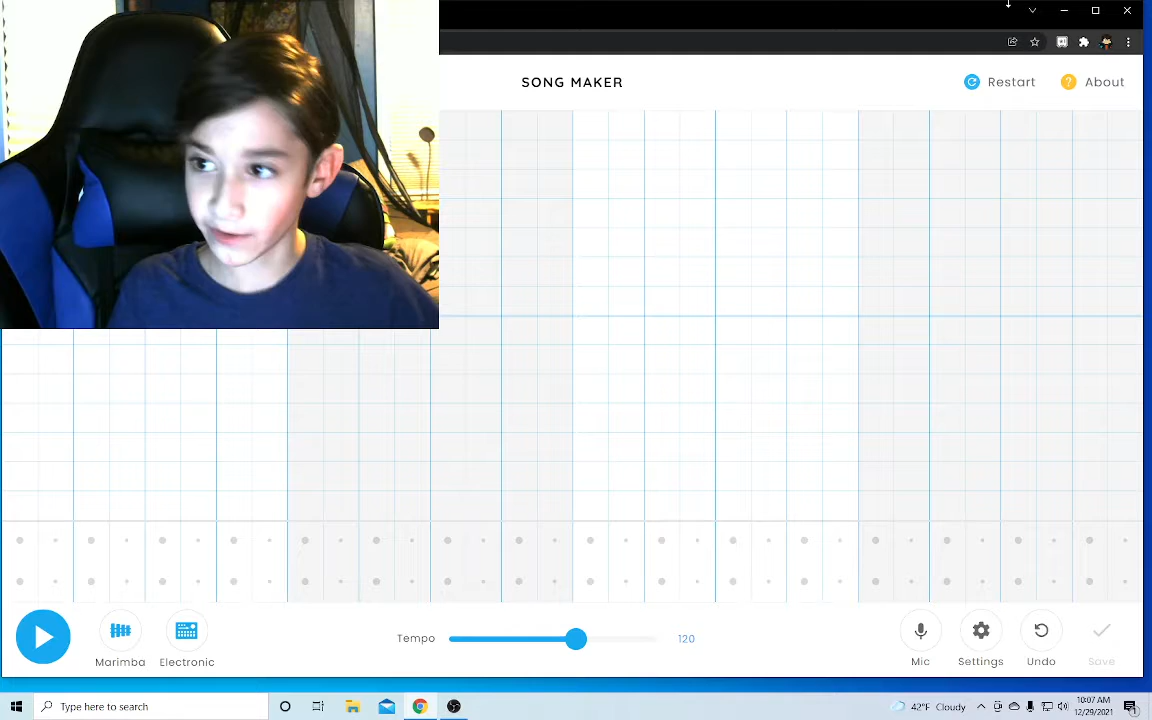 SONG MAKER
Restart
About
Marimba
Electronic
Tempo
120
Mic
Settings
Undo
Save
Type here to search
42°F Cloudy
10:07 AM
12/29/2021